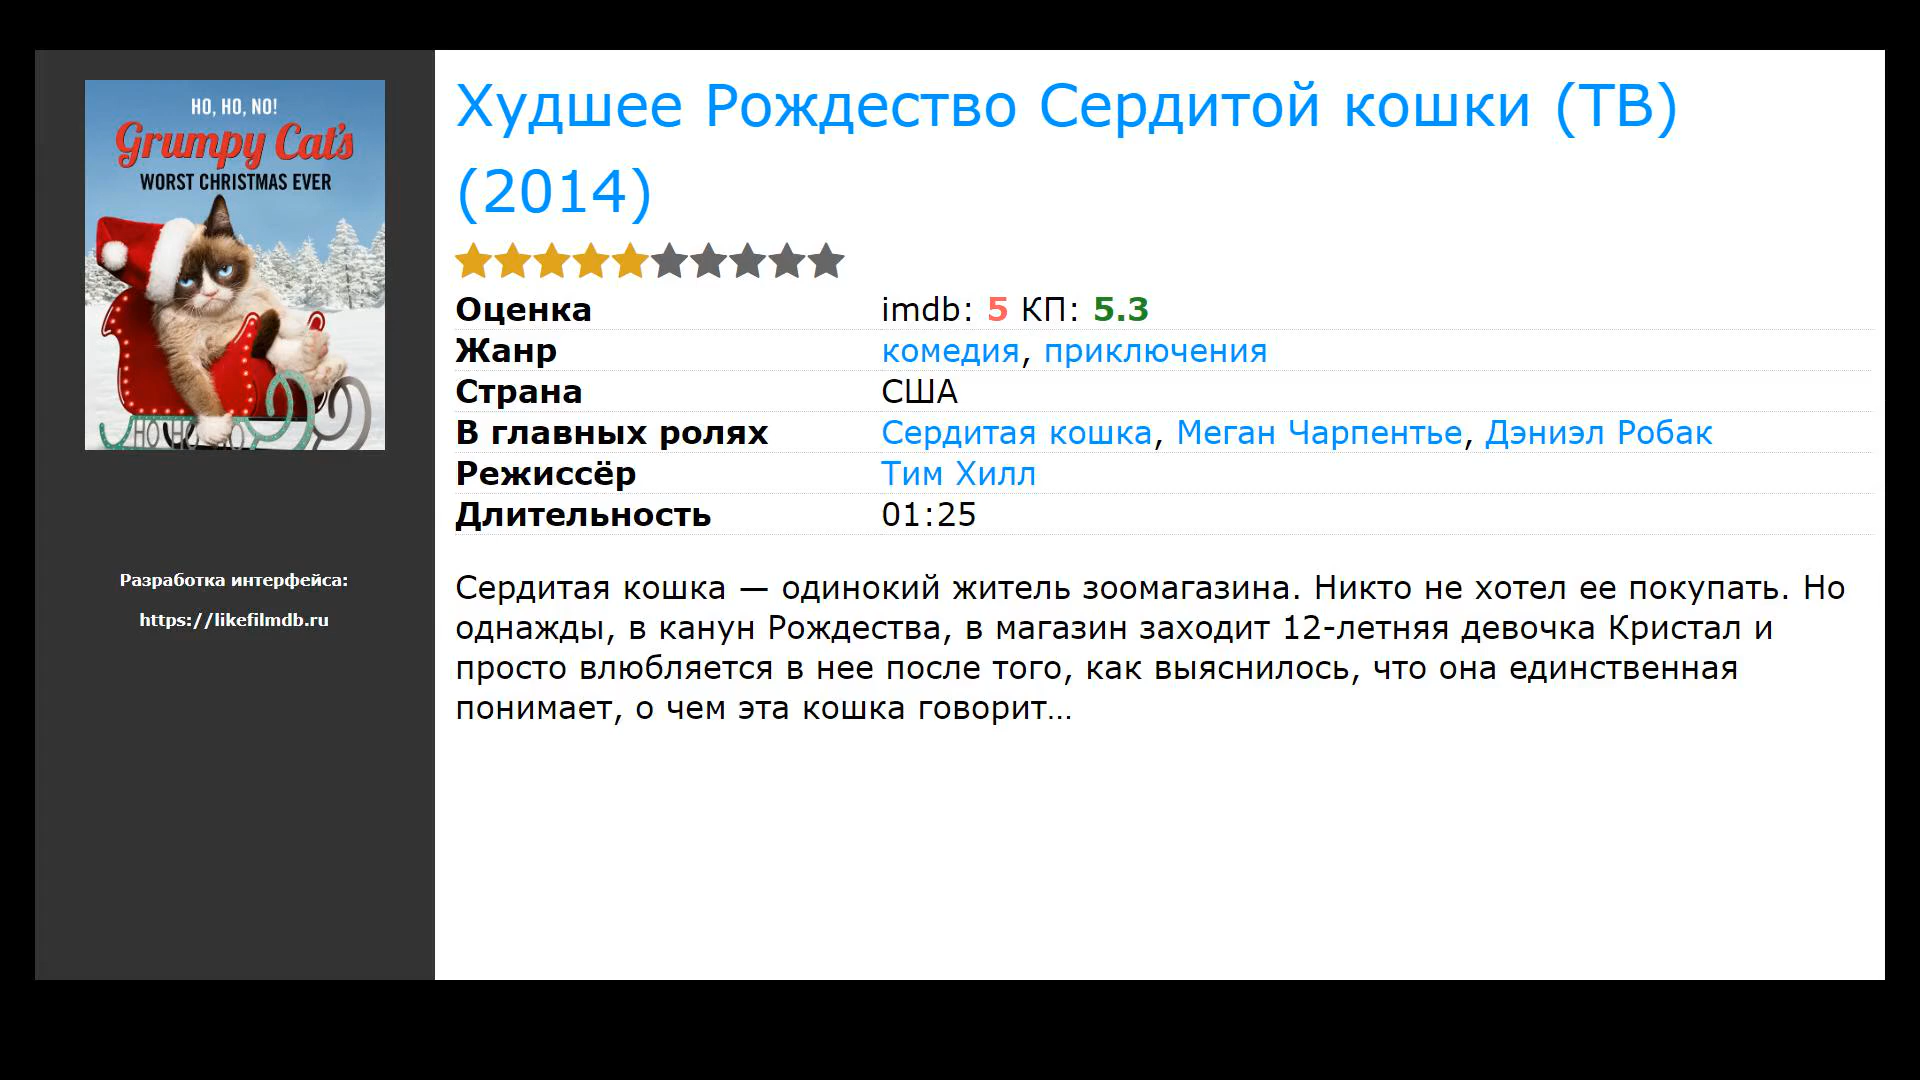 HO, HO, NO!
Grumpy Cat's
WORST CHRISTMAS EVER
HO HO NO
Разработка интерфейса:
https://likefilmdb.ru
Худшее Рождество Сердитой кошки (ТВ)
(2014)
Оценка imdb: 5 КП: 5.3
Жанр комедия, приключения
Страна США
В главных ролях Сердитая кошка, Меган Чарпентье, Дэниэл Робак
Режиссёр Тим Хилл
Длительность 01:25
Сердитая кошка — одинокий житель зоомагазина. Никто не хотел ее покупать. Но
однажды, в канун Рождества, в магазин заходит 12-летняя девочка Кристал и
просто влюбляется в нее после того, как выяснилось, что она единственная
понимает, о чем эта кошка говорит…